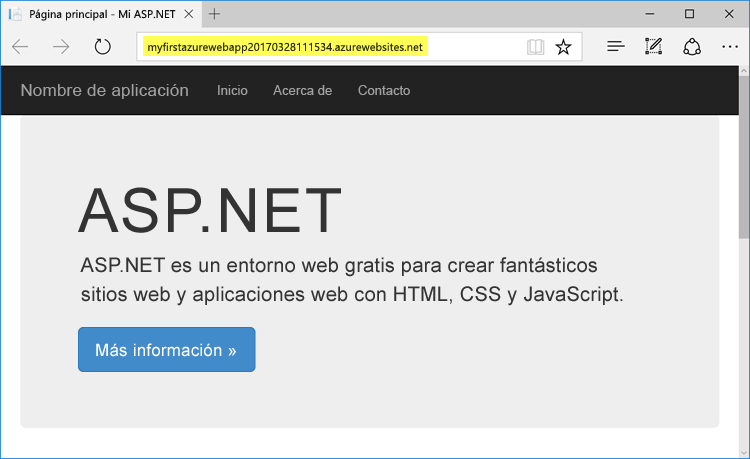 Página principal - Mi ASP.NET
myfirstazurewebapp20170328111534.azurewebsites.net
Nombre de aplicación Inicio Acerca de Contacto
ASP.NET
ASP.NET es un entorno web gratis para crear fantásticos
sitios web y aplicaciones web con HTML, CSS y JavaScript.
Más información »